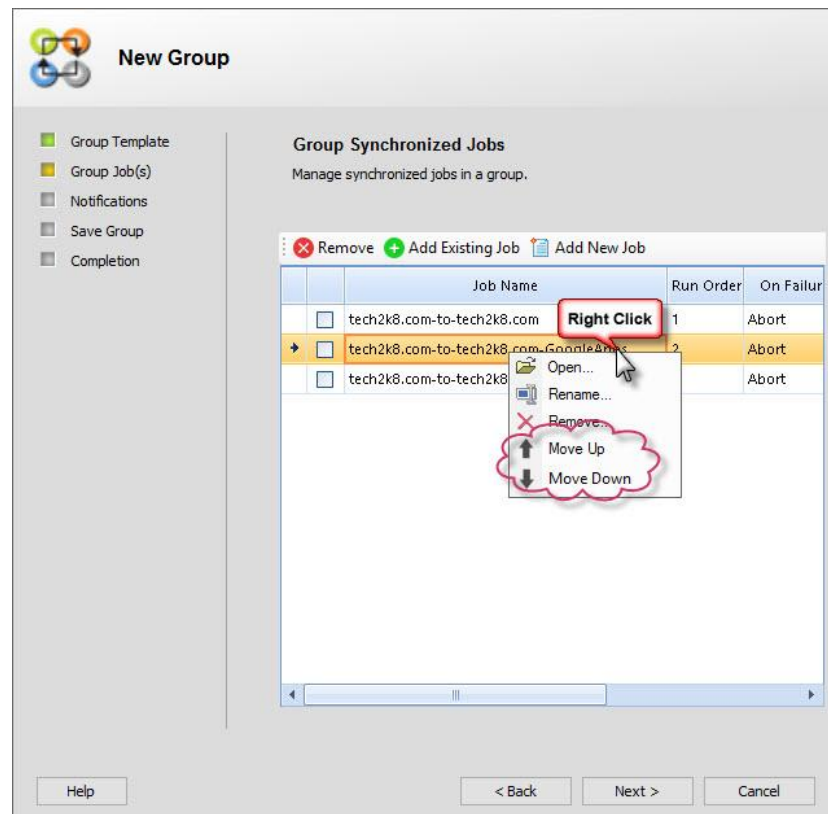 New Group
Group Template
Group Job(s)
Notifications
Save Group
Completion
Group Synchronized Jobs
Manage synchronized jobs in a group.
Remove Add Existing Job Add New Job
Job Name Run Order On Failur
tech2k8.com-to-tech2k8.com Right Click 1 Abort
tech2k8.com-to-tech2k8.com-GoogleApps 2 Abort
tech2k8.com-to-tech2k8 Abort
Open...
Rename...
Remove...
Move Up
Move Down
Help < Back Next > Cancel